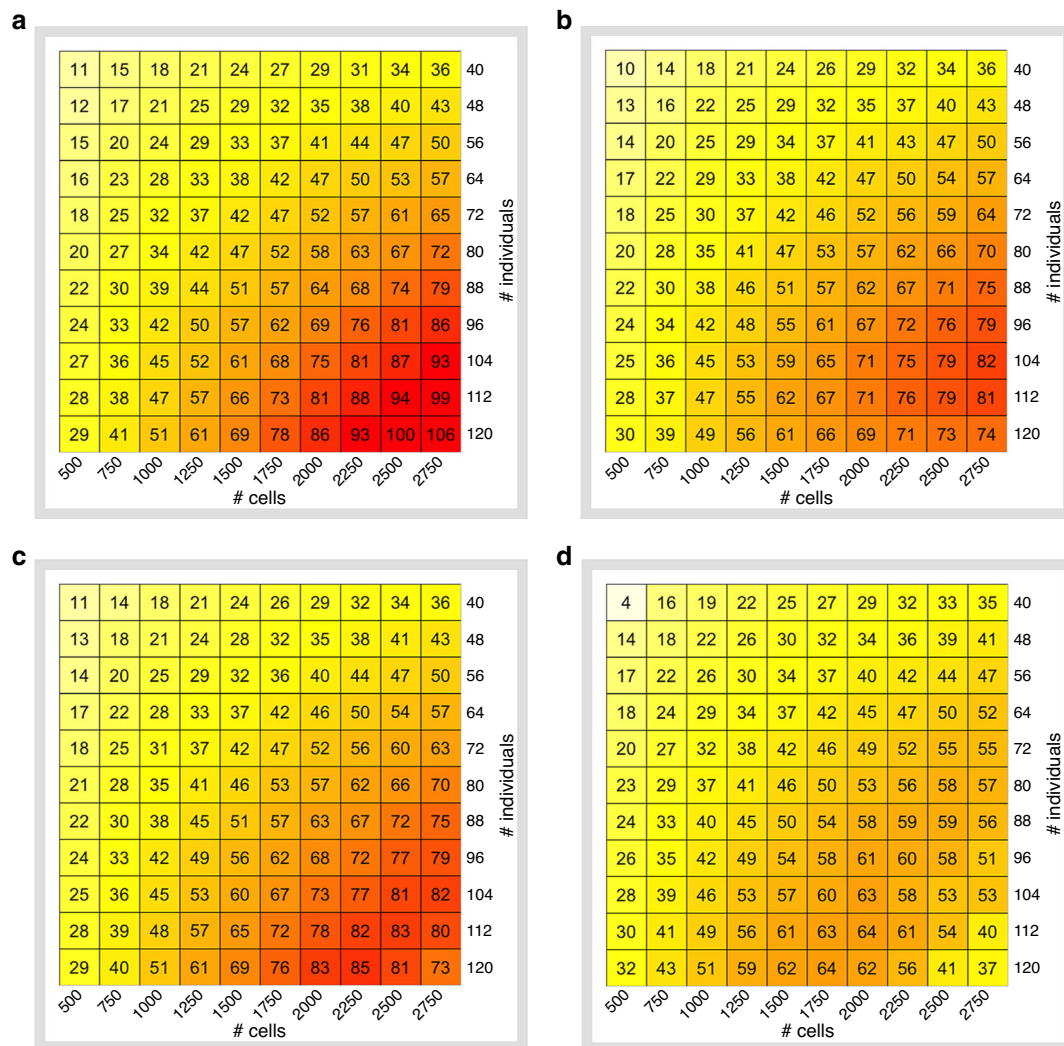 a
11 15 18 21 24 27 29 31 34 36 40
12 17 21 25 29 32 35 38 40 43 48
15 20 24 29 33 37 41 44 47 50 56
16 23 28 33 38 42 47 50 53 57 64
18 25 32 37 42 47 52 57 61 65 72
20 27 34 42 47 52 58 63 67 72 80
22 30 39 44 51 57 64 68 74 79 88
24 33 42 50 57 62 69 76 81 86 96
27 36 45 52 61 68 75 81 87 93 104
28 38 47 57 66 73 81 88 94 99 112
29 41 51 61 69 78 86 93 100 106 120
# individuals
500 750 1000 1250 1500 1750 2000 2250 2500 2750
# cells
b
10 14 18 21 24 26 29 32 34 36 40
13 16 22 25 29 32 35 37 40 43 48
14 20 25 29 34 37 41 43 47 50 56
17 22 29 33 38 42 47 50 54 57 64
18 25 30 37 42 46 52 56 59 64 72
20 28 35 41 47 53 57 62 66 70 80
22 30 38 46 51 57 62 67 71 75 88
24 34 42 48 55 61 67 72 76 79 96
25 36 45 53 59 65 71 75 79 82 104
28 37 47 55 62 67 71 76 79 81 112
30 39 49 56 61 66 69 71 73 74 120
# individuals
500 750 1000 1250 1500 1750 2000 2250 2500 2750
# cells
c
11 14 18 21 24 26 29 32 34 36 40
13 18 21 24 28 32 35 38 41 43 48
14 20 25 29 32 36 40 44 47 50 56
17 22 28 33 37 42 46 50 54 57 64
18 25 31 37 42 47 52 56 60 63 72
21 28 35 41 46 53 57 62 66 70 80
22 30 38 45 51 57 63 67 72 75 88
24 33 42 49 56 62 68 72 77 79 96
25 36 45 53 60 67 73 77 81 82 104
28 39 48 57 65 72 78 82 83 80 112
29 40 51 61 69 76 83 85 81 73 120
# individuals
500 750 1000 1250 1500 1750 2000 2250 2500 2750
# cells
d
4 16 19 22 25 27 29 32 33 35 40
14 18 22 26 30 32 34 36 39 41 48
17 22 26 30 34 37 40 42 44 47 56
18 24 29 34 37 42 45 47 50 52 64
20 27 32 38 42 46 49 52 55 55 72
23 29 37 41 46 50 53 56 58 57 80
24 33 40 45 50 54 58 59 59 56 88
26 35 42 49 54 58 61 60 58 51 96
28 39 46 53 57 60 63 58 53 53 104
30 41 49 56 61 63 64 61 54 40 112
32 43 51 59 62 64 62 56 41 37 120
# individuals
500 750 1000 1250 1500 1750 2000 2250 2500 2750
# cells